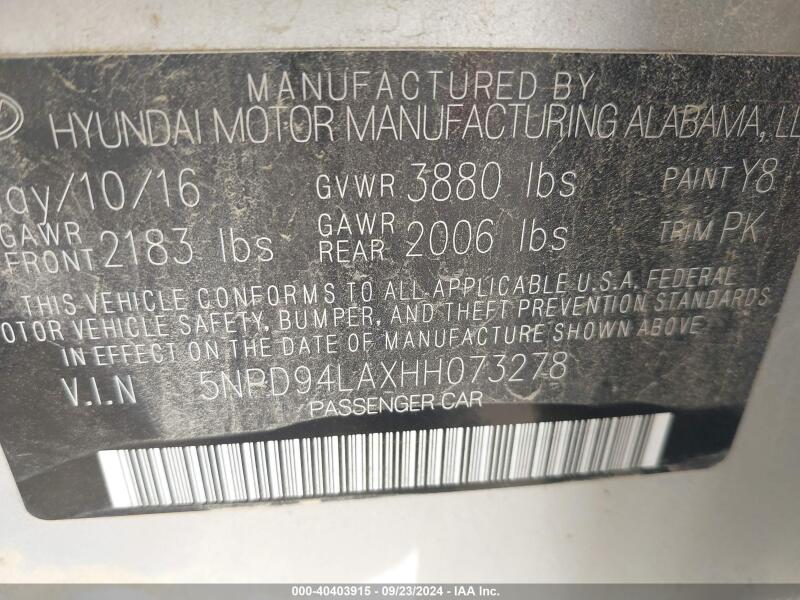 MANUFACTURED BY
HYUNDAI MOTOR MANUFACTURING ALABAMA, LL
ay/10/16 GVWR 3880 lbs PAINT Y8
GAWR FRONT 2183 lbs GAWR REAR 2006 lbs TRIM PK
THIS VEHICLE CONFORMS TO ALL APPLICABLE U.S.A. FEDERAL
OTOR VEHICLE SAFETY, BUMPER, AND THEFT PREVENTION STANDARDS
IN EFFECT ON THE DATE OF MANUFACTURE SHOWN ABOVE
V.I.N 5NPD94LAXHH073278
PASSENGER CAR
000-40403915 - 09/23/2024 - IAA Inc.